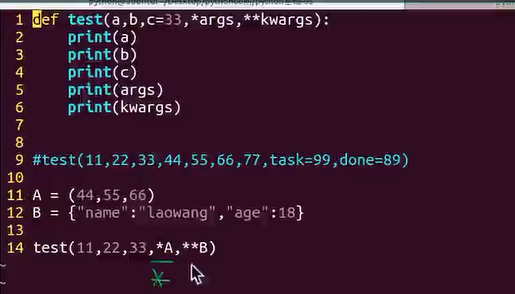 1 def test(a,b,c=33,*args,**kwargs):
2     print(a)
3     print(b)
4     print(c)
5     print(args)
6     print(kwargs)
7
8
9 #test(11,22,33,44,55,66,77,task=99,done=89)
10
11 A = (44,55,66)
12 B = {"name":"laowang","age":18}
13
14 test(11,22,33,*A,**B)
~
*
~